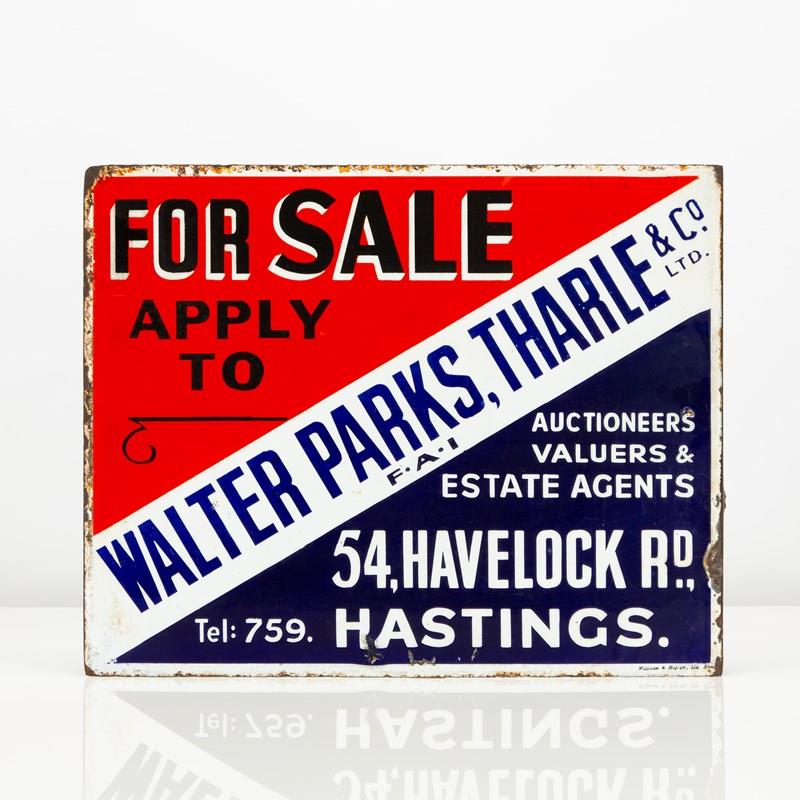 FOR SALE
APPLY
TO
WALTER PARKS, THARLE & Co.
LTD.
F.A.I
AUCTIONEERS
VALUERS &
ESTATE AGENTS
54, HAVELOCK RD.,
Tel: 759. HASTINGS.